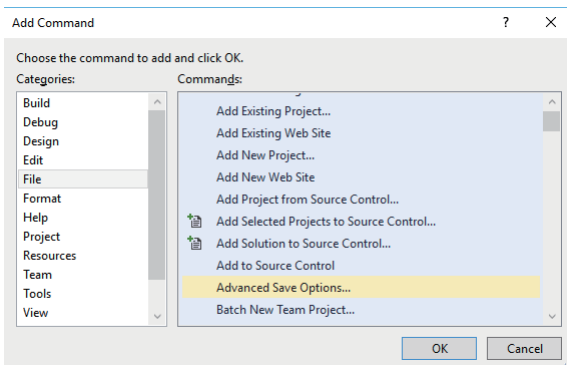 Add Command
?
Choose the command to add and click OK.
Categories:
Commands:
Build
Debug
Design
Edit
File
Format
Help
Project
Resources
Team
Tools
View
Add Existing Project...
Add Existing Web Site
Add New Project...
Add New Web Site
Add Project from Source Control...
Add Selected Projects to Source Control...
Add Solution to Source Control...
Add to Source Control
Advanced Save Options...
Batch New Team Project...
OK
Cancel